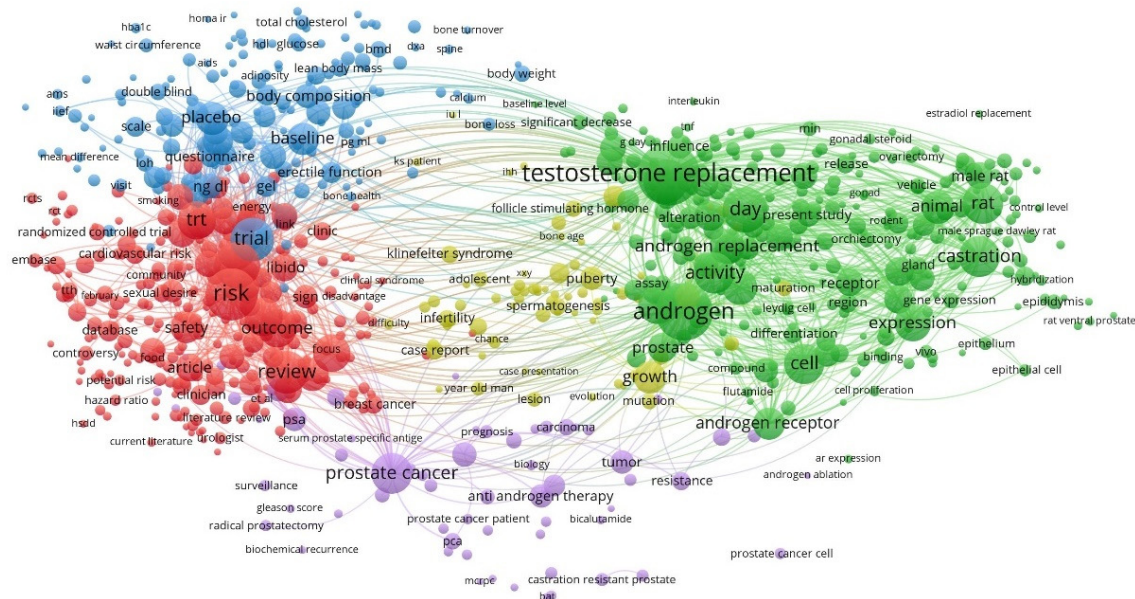 hba1c
homa ir
total cholesterol
bone turnover
waist circumference
hdl
glucose
bmd
dxa
spine
aids
adiposity
lean body mass
body weight
ams
double blind
body composition
calcium
baseline level
interleukin
iief
scale
placebo
iu l
estradiol replacement
baseline
pg ml
bone loss
significant decrease
tnf
min
gonadal steroid
mean difference
loh
questionnaire
g day
influence
release
ovariectomy
visit
ng dl
gel
erectile function
ks patient
ihh
testosterone replacement
gonad
vehicle
male rat
rcts
smoking
energy
bone health
rct
trt
link
follicle stimulating hormone
alteration
day
present study
rodent
animal
rat
control level
randomized controlled trial
trial
clinic
bone age
androgen replacement
orchiectomy
male sprague dawley rat
embase
cardiovascular risk
libido
klinefelter syndrome
gland
castration
community
clinical syndrome
adolescent
xxy
puberty
assay
activity
receptor
hybridization
tth
february
sexual desire
risk
sign
disadvantage
spermatogenesis
maturation
region
gene expression
epididymis
database
safety
outcome
difficulty
infertility
androgen
leydig cell
differentiation
expression
rat ventral prostate
controversy
food
article
focus
chance
case report
prostate
binding
vivo
epithelium
potential risk
review
case presentation
growth
compound
cell
epithelial cell
hazard ratio
clinician
et al
breast cancer
year old man
lesion
evolution
mutation
flutamide
cell proliferation
hsdd
literature review
psa
androgen receptor
current literature
urologist
serum prostate specific antige
prognosis
carcinoma
ar expression
prostate cancer
biology
tumor
androgen ablation
surveillance
resistance
gleason score
anti androgen therapy
radical prostatectomy
prostate cancer patient
bicalutamide
biochemical recurrence
pca
prostate cancer cell
mcrpc
castration resistant prostate
bat